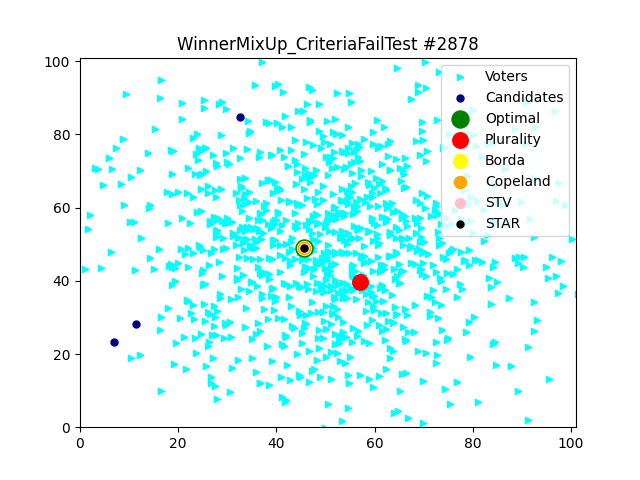 WinnerMixUp_CriteriaFailTest #2878
100
80
60
40
20
0
0 20 40 60 80 100
Voters
Candidates
Optimal
Plurality
Borda
Copeland
STV
STAR